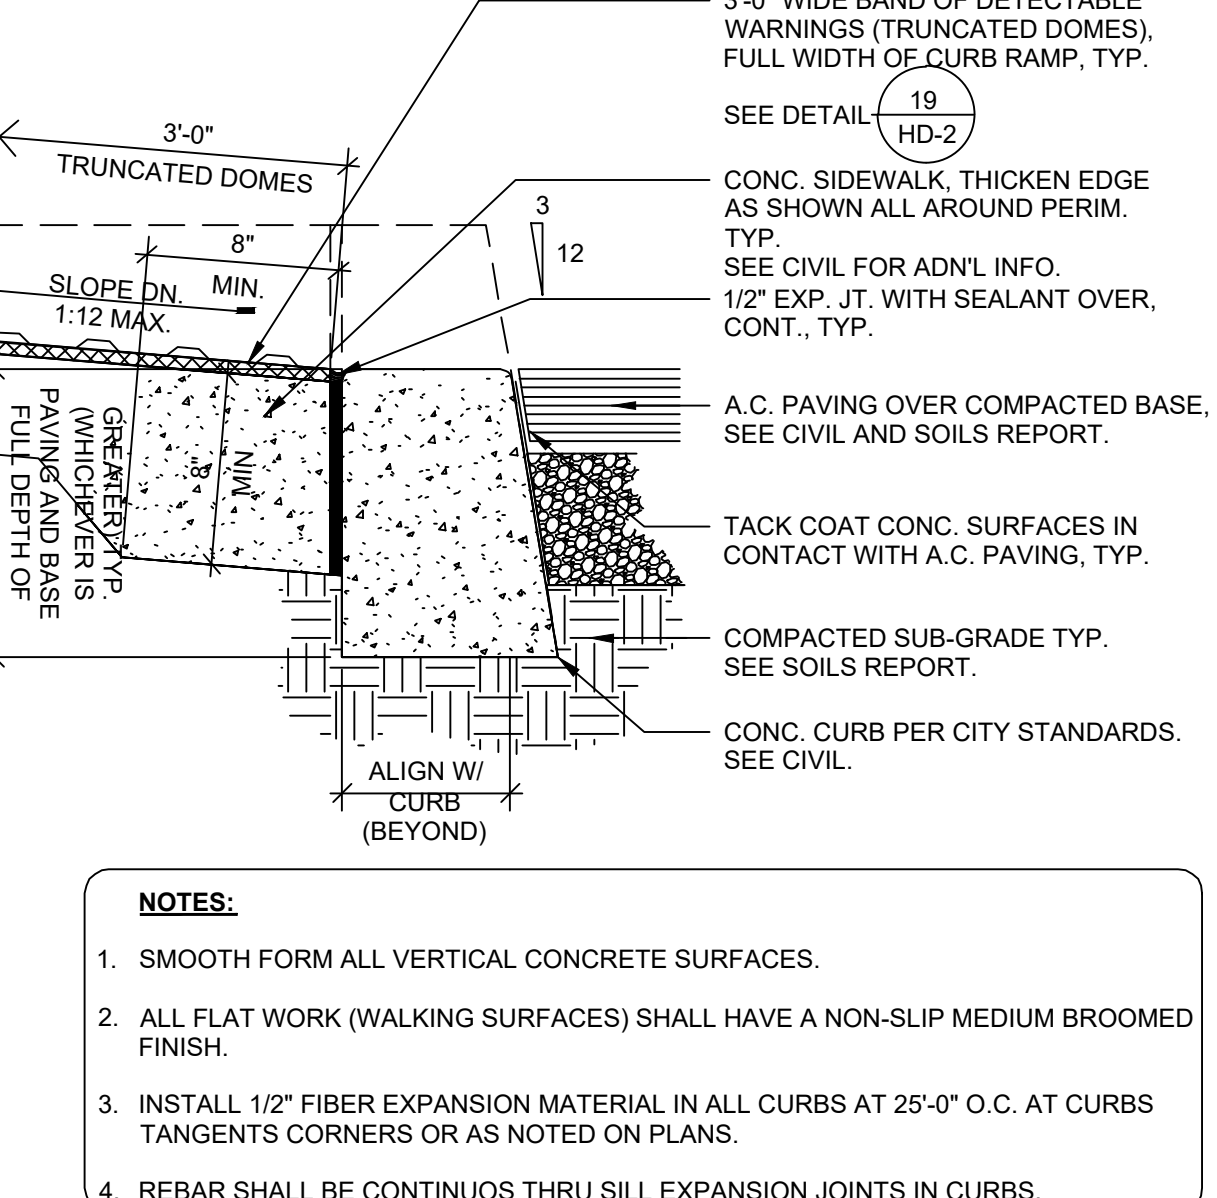 3'-0" WIDE BAND OF DETECTABLE
WARNINGS (TRUNCATED DOMES),
FULL WIDTH OF CURB RAMP, TYP.
SEE DETAIL
19
HD-2
3'-0"
TRUNCATED DOMES
CONC. SIDEWALK, THICKEN EDGE
AS SHOWN ALL AROUND PERIM.
TYP.
SEE CIVIL FOR ADN'L INFO.
3
12
8"
MIN.
SLOPE DN.
1:12 MAX.
1/2" EXP. JT. WITH SEALANT OVER,
CONT., TYP.
A.C. PAVING OVER COMPACTED BASE,
SEE CIVIL AND SOILS REPORT.
8"
MIN
FULL DEPTH OF
PAVING AND BASE
(WHICHEVER IS
GREATER) TYP.
TACK COAT CONC. SURFACES IN
CONTACT WITH A.C. PAVING, TYP.
COMPACTED SUB-GRADE TYP.
SEE SOILS REPORT.
CONC. CURB PER CITY STANDARDS.
SEE CIVIL.
ALIGN W/
CURB
(BEYOND)
NOTES:
1. SMOOTH FORM ALL VERTICAL CONCRETE SURFACES.
2. ALL FLAT WORK (WALKING SURFACES) SHALL HAVE A NON-SLIP MEDIUM BROOMED
FINISH.
3. INSTALL 1/2" FIBER EXPANSION MATERIAL IN ALL CURBS AT 25'-0" O.C. AT CURBS
TANGENTS CORNERS OR AS NOTED ON PLANS.
4. REBAR SHALL BE CONTINUOS THRU SILL EXPANSION JOINTS IN CURBS.